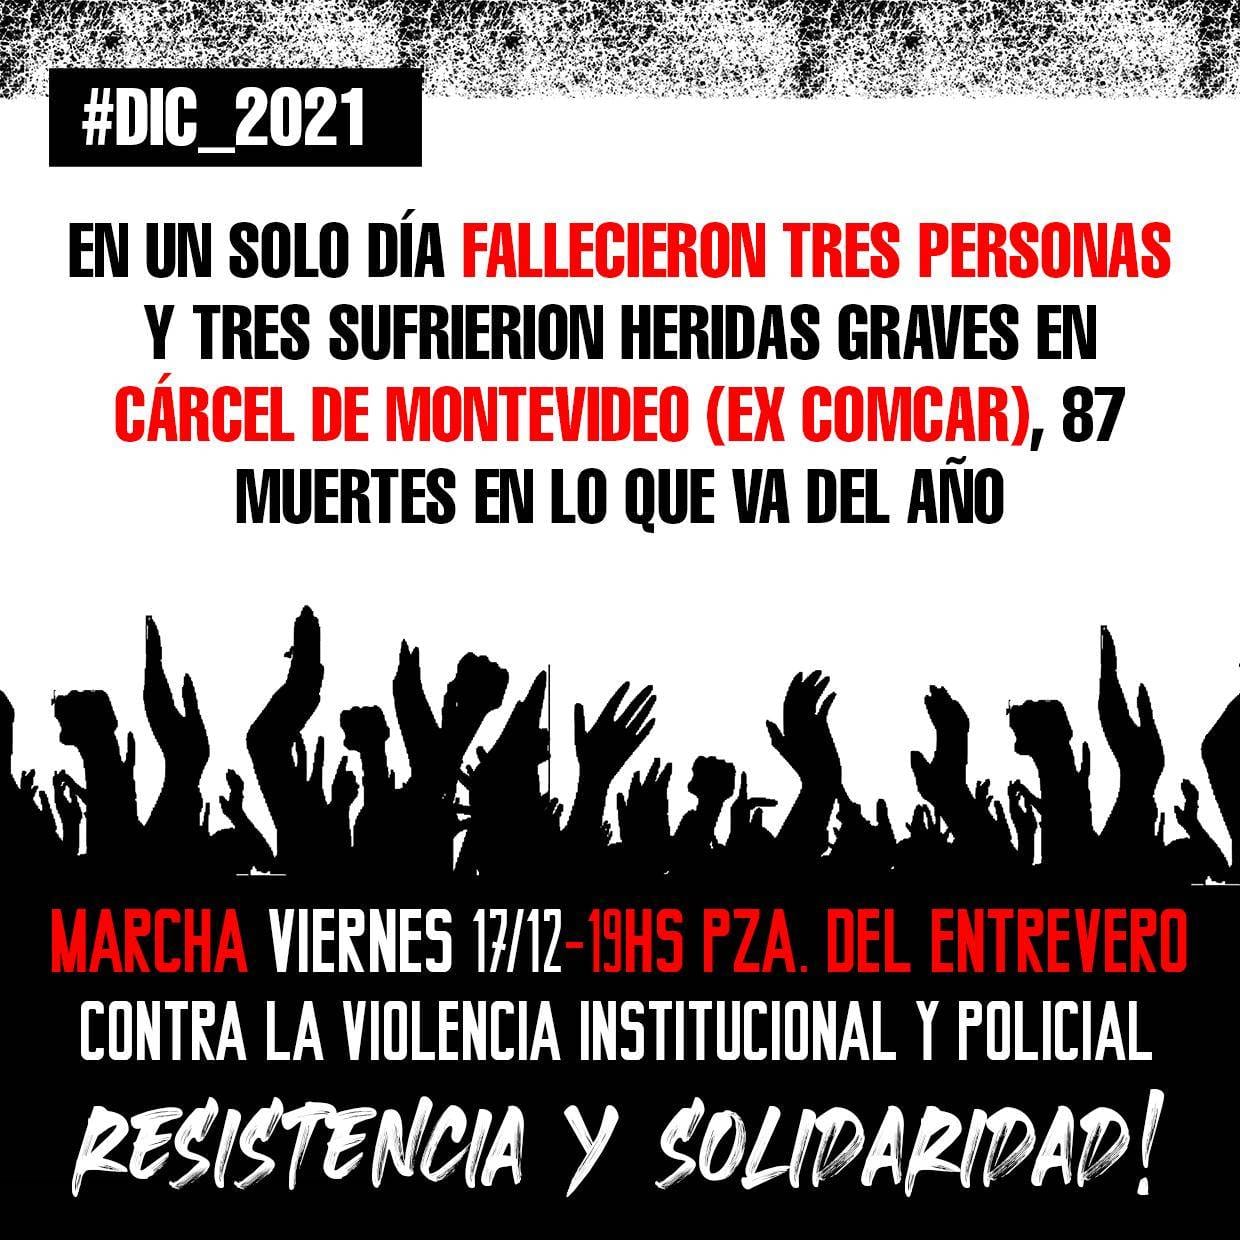 #DIC_2021
EN UN SOLO DÍA FALLECIERON TRES PERSONAS
Y TRES SUFRIERION HERIDAS GRAVES EN
CÁRCEL DE MONTEVIDEO (EX COMCAR), 87
MUERTES EN LO QUE VA DEL AÑO
MARCHA VIERNES 17/12-19HS PZA. DEL ENTREVERO
CONTRA LA VIOLENCIA INSTITUCIONAL Y POLICIAL
RESISTENCIA Y SOLIDARIDAD!